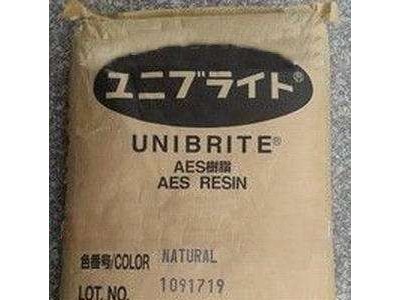 ユニブライト®
UNIBRITE®
AES樹脂
AES RESIN
色番号/COLOR NATURAL
LOT.NO. 1091719